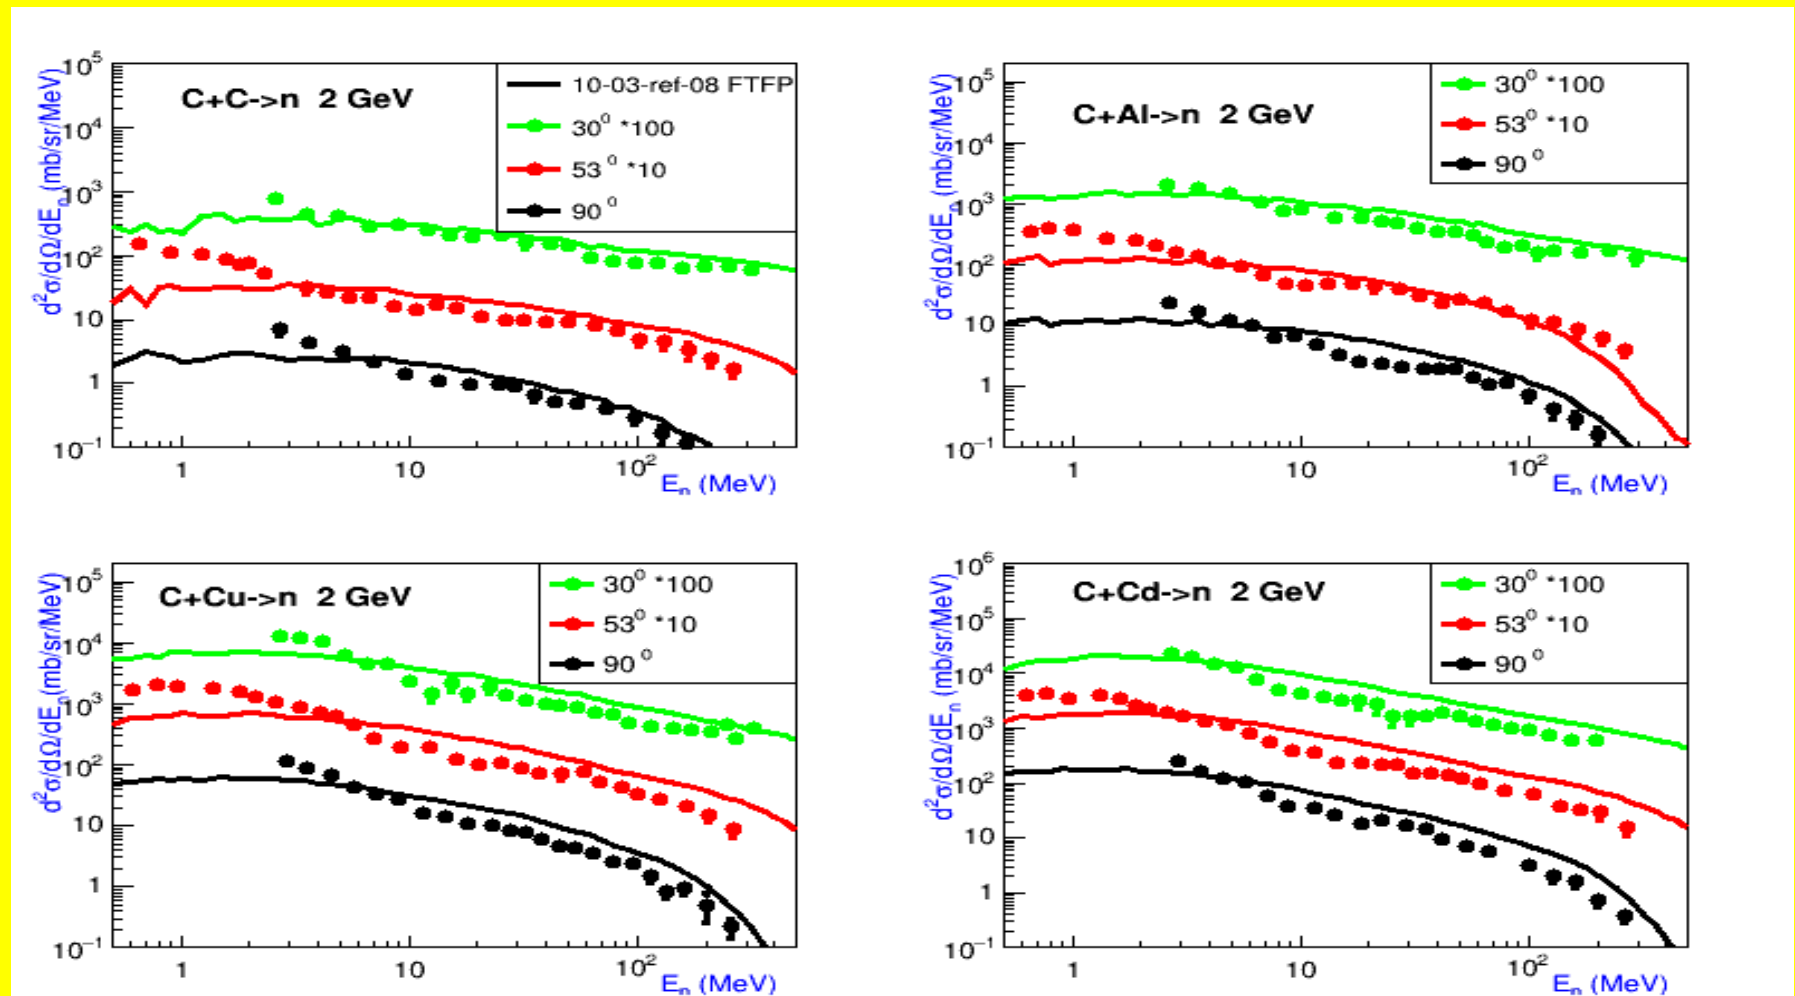 C+C->n 2 GeV
10-03-ref-08 FTFP
30⁰ *100
53⁰ *10
90⁰
d²σ/dΩ/dEₙ (mb/sr/MeV)
10⁵
10⁴
10³
10²
10
1
10⁻¹
1 10 10²
Eₙ (MeV)
C+Al->n 2 GeV
30⁰ *100
53⁰ *10
90⁰
d²σ/dΩ/dEₙ (mb/sr/MeV)
10⁵
10⁴
10³
10²
10
1
10⁻¹
1 10 10²
Eₙ (MeV)
C+Cu->n 2 GeV
30⁰ *100
53⁰ *10
90⁰
d²σ/dΩ/dEₙ (mb/sr/MeV)
10⁵
10⁴
10³
10²
10
1
10⁻¹
1 10 10²
Eₙ (MeV)
C+Cd->n 2 GeV
30⁰ *100
53⁰ *10
90⁰
d²σ/dΩ/dEₙ (mb/sr/MeV)
10⁶
10⁵
10⁴
10³
10²
10
1
10⁻¹
1 10 10²
Eₙ (MeV)